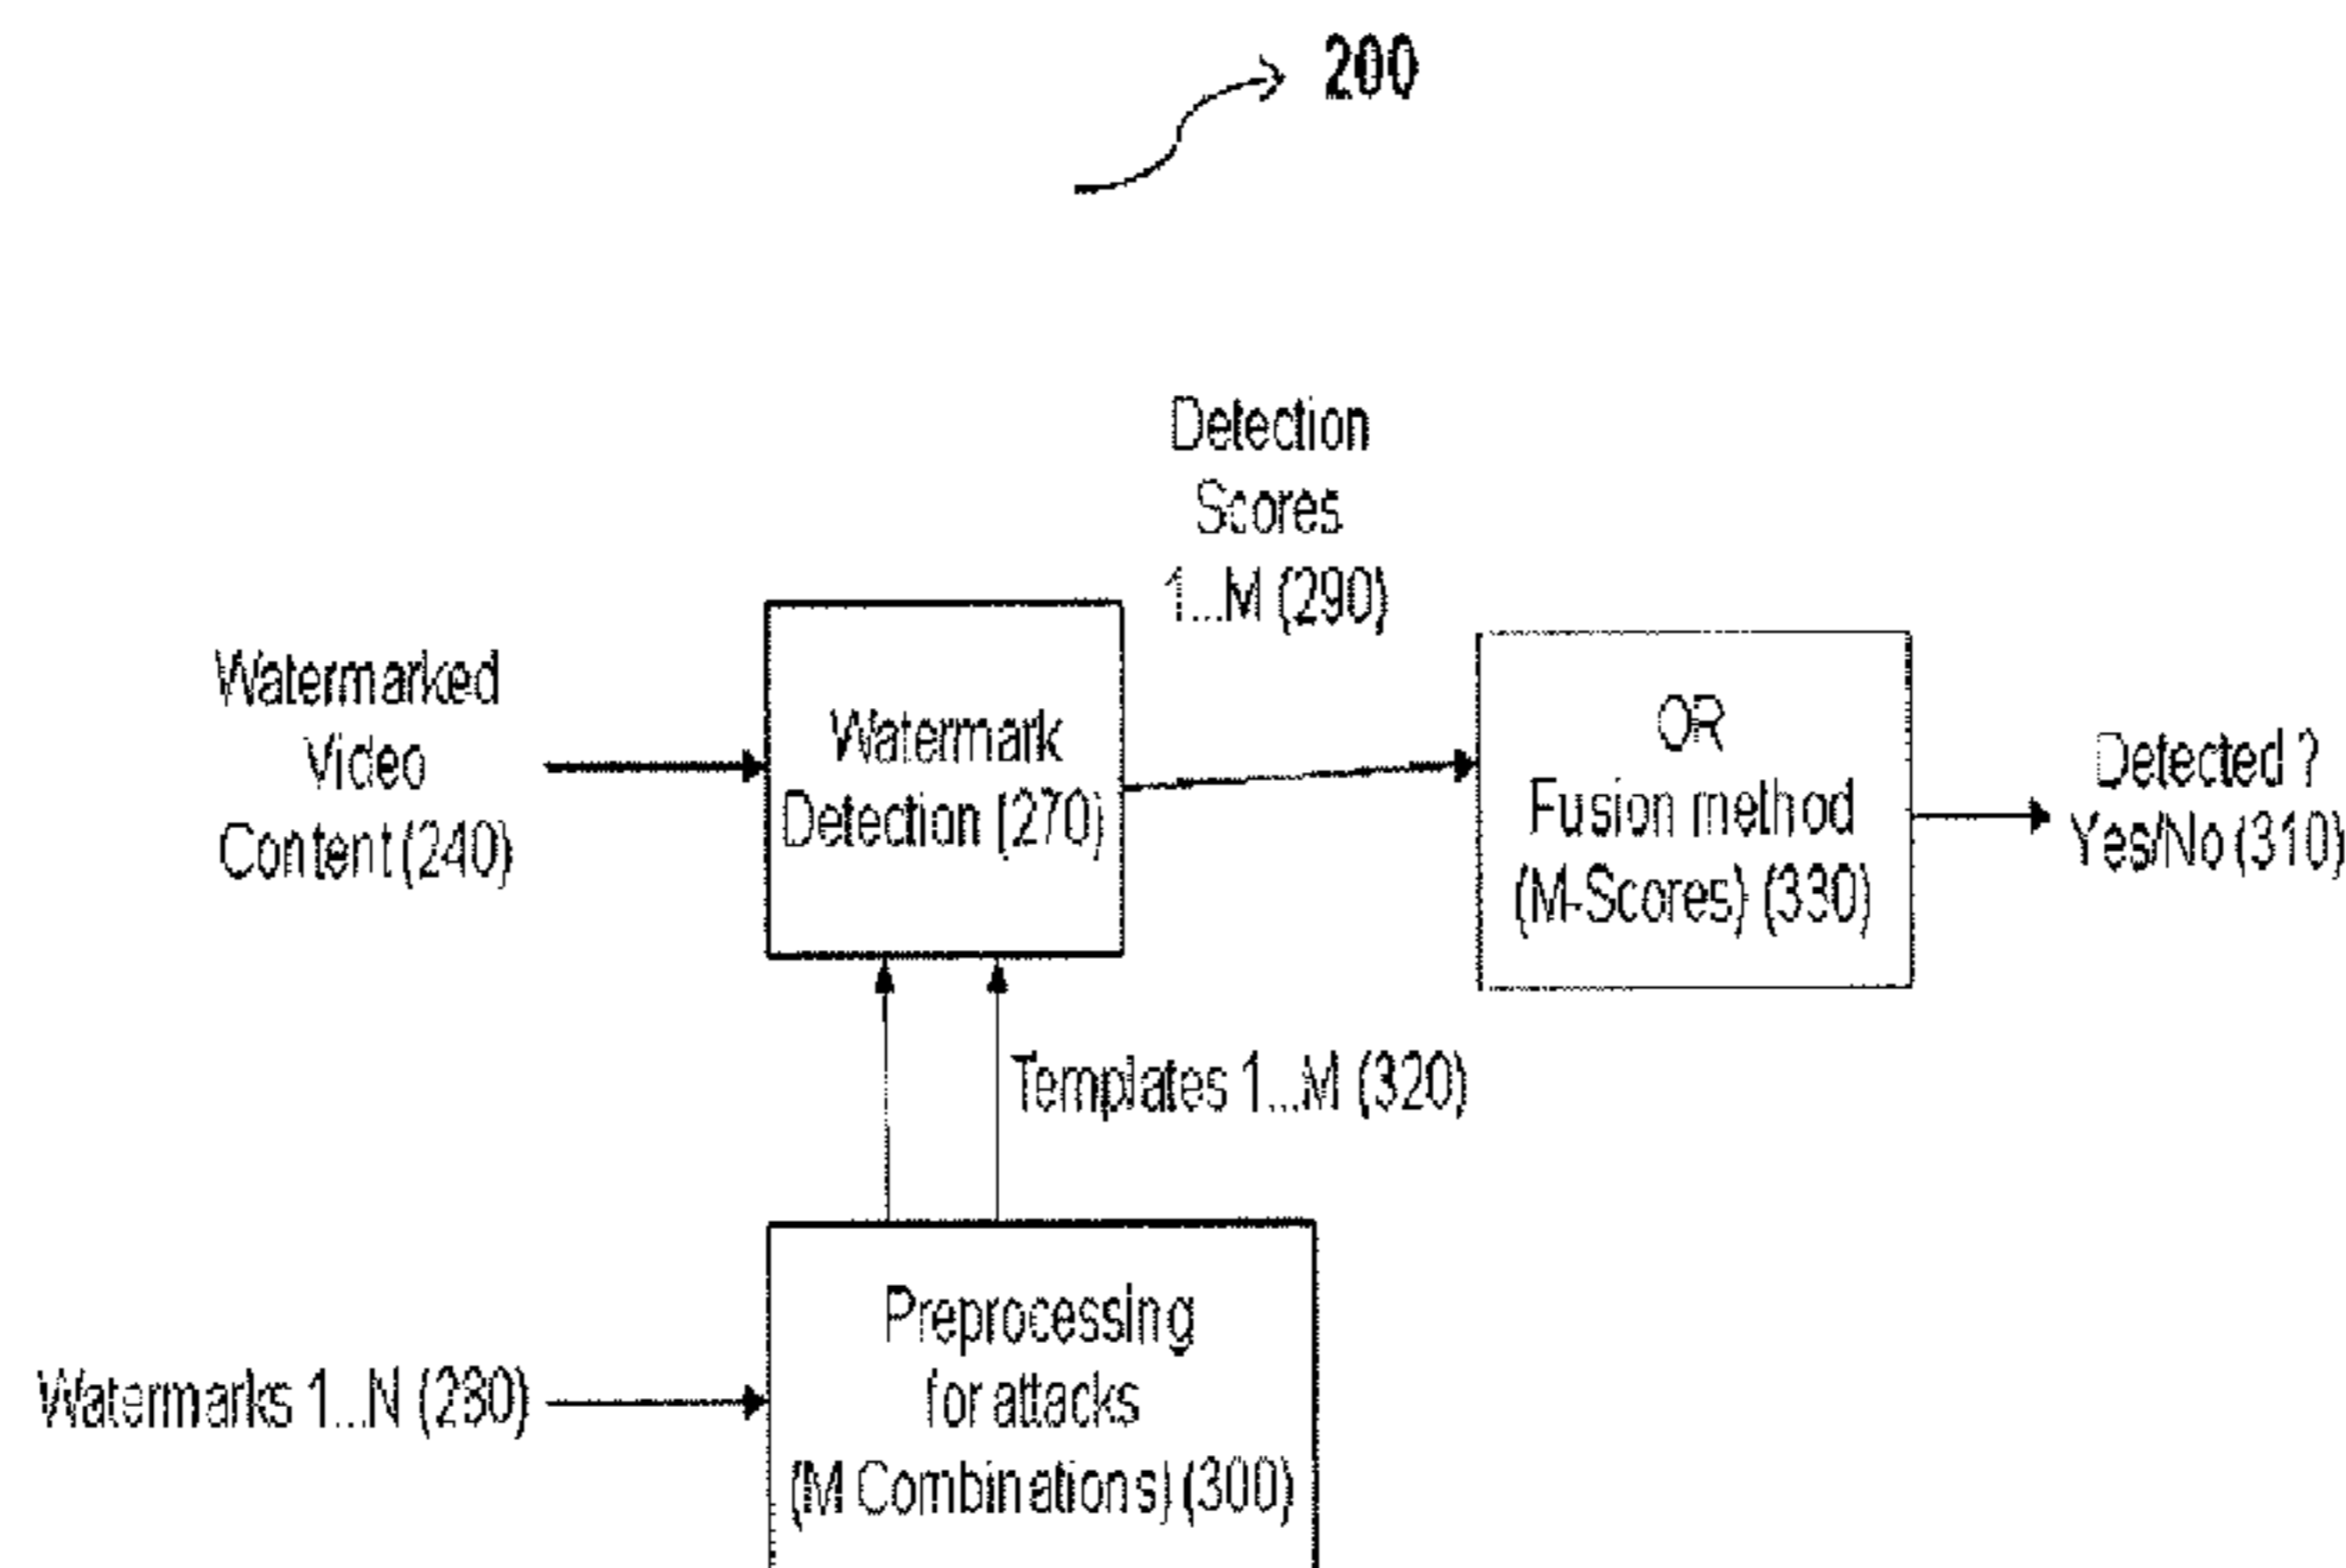 200
Detection
Scores
1...M (290)
Watermarked
Video
Content (240)
Watermark
Detection (270)
OR
Fusion method
(M-Scores) (330)
Detected ?
Yes/No (310)
Templates 1...M (320)
Watermarks 1...N (280)
Preprocessing
for attacks
(M Combinations) (300)